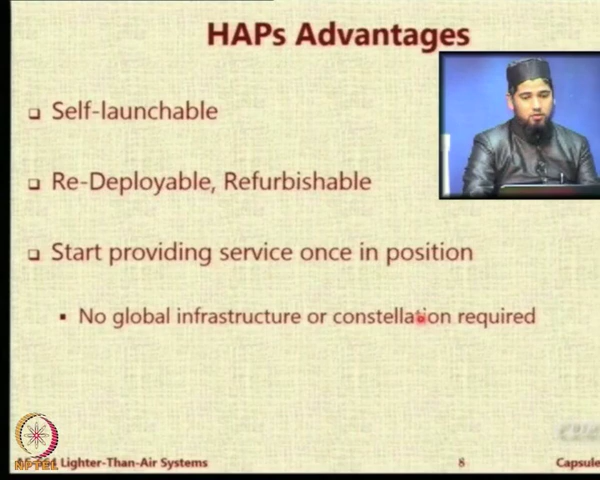 HAPs Advantages
Self-launchable
Re-Deployable, Refurbishable
Start providing service once in position
No global infrastructure or constellation required
NPTEL
Lighter-Than-Air Systems
8
Capsule